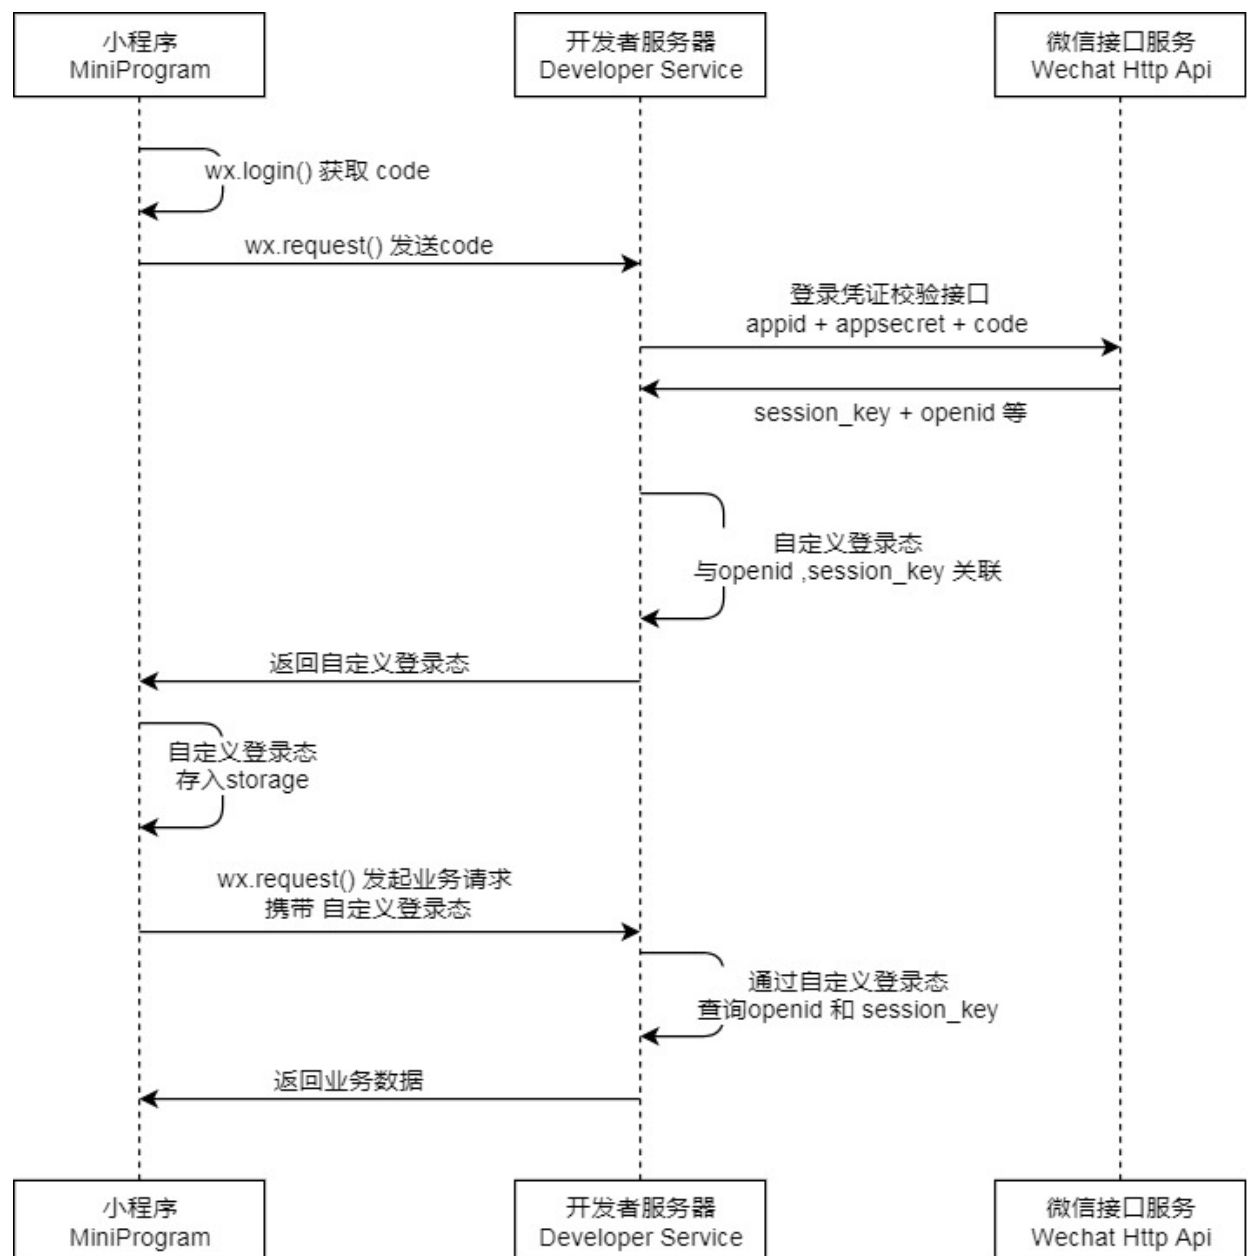 小程序
MiniProgram
开发者服务器
Developer Service
微信接口服务
Wechat Http Api
wx.login() 获取 code
wx.request() 发送code
登录凭证校验接口
appid + appsecret + code
session_key + openid 等
自定义登录态
与openid ,session_key 关联
返回自定义登录态
自定义登录态
存入storage
wx.request() 发起业务请求
携带 自定义登录态
通过自定义登录态
查询openid 和 session_key
返回业务数据
小程序
MiniProgram
开发者服务器
Developer Service
微信接口服务
Wechat Http Api